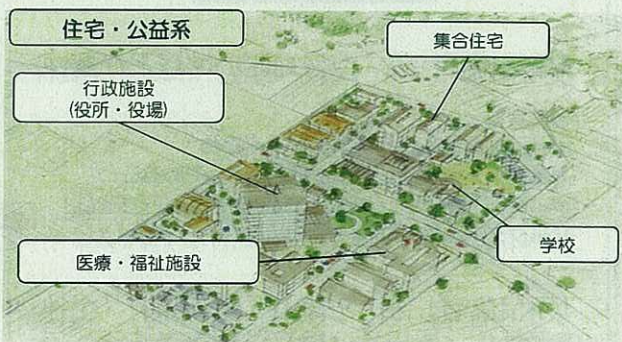 住宅・公益系
集合住宅
行政施設
(役所・役場)
学校
医療・福祉施設